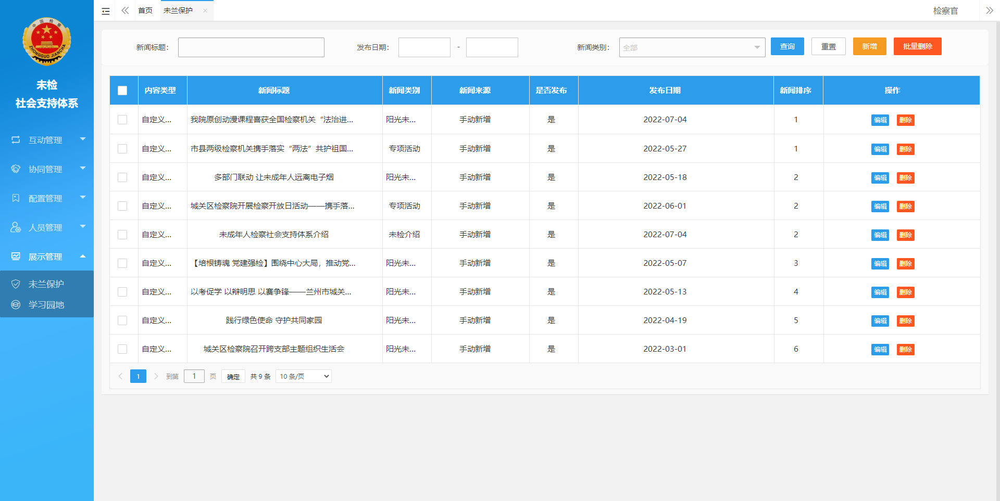 中国检察
ZHONGGUO JIANCHA
未检
社会支持体系
互动管理
协同管理
配置管理
人员管理
展示管理
未兰保护
学习园地
首页 未兰保护 检察官
新闻标题： 发布日期： - 新闻类别： 全部 查询 重置 新增 批量删除
内容类型 新闻标题 新闻类别 新闻来源 是否发布 发布日期 新闻排序 操作
自定义... 我院原创动漫课程喜获全国检察机关“法治进... 阳光未... 手动新增 是 2022-07-04 1 编辑 删除
自定义... 市县两级检察机关携手落实“两法”共护祖国... 专项活动 手动新增 是 2022-05-27 1 编辑 删除
自定义... 多部门联动 让未成年人远离电子烟 阳光未... 手动新增 是 2022-05-18 2 编辑 删除
自定义... 城关区检察院开展检察开放日活动——携手落... 专项活动 手动新增 是 2022-06-01 2 编辑 删除
自定义... 未成年人检察社会支持体系介绍 未检介绍 手动新增 是 2022-07-04 2 编辑 删除
自定义... 【培根铸魂 党建强检】围绕中心大局，推动党... 阳光未... 手动新增 是 2022-05-07 3 编辑 删除
自定义... 以考促学 以辩明思 以赛争锋——兰州市城关... 阳光未... 手动新增 是 2022-05-13 4 编辑 删除
自定义... 践行绿色使命 守护共同家园 阳光未... 手动新增 是 2022-04-19 5 编辑 删除
自定义... 城关区检察院召开跨支部主题组织生活会 阳光未... 手动新增 是 2022-03-01 6 编辑 删除
1 到第 1 页 确定 共 9 条 10 条/页